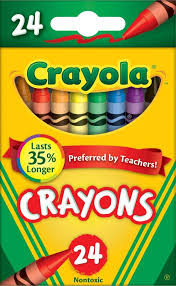 24
Crayola
Lasts
35%
Longer
Preferred by Teachers!
CRAYONS
24
Nontoxic